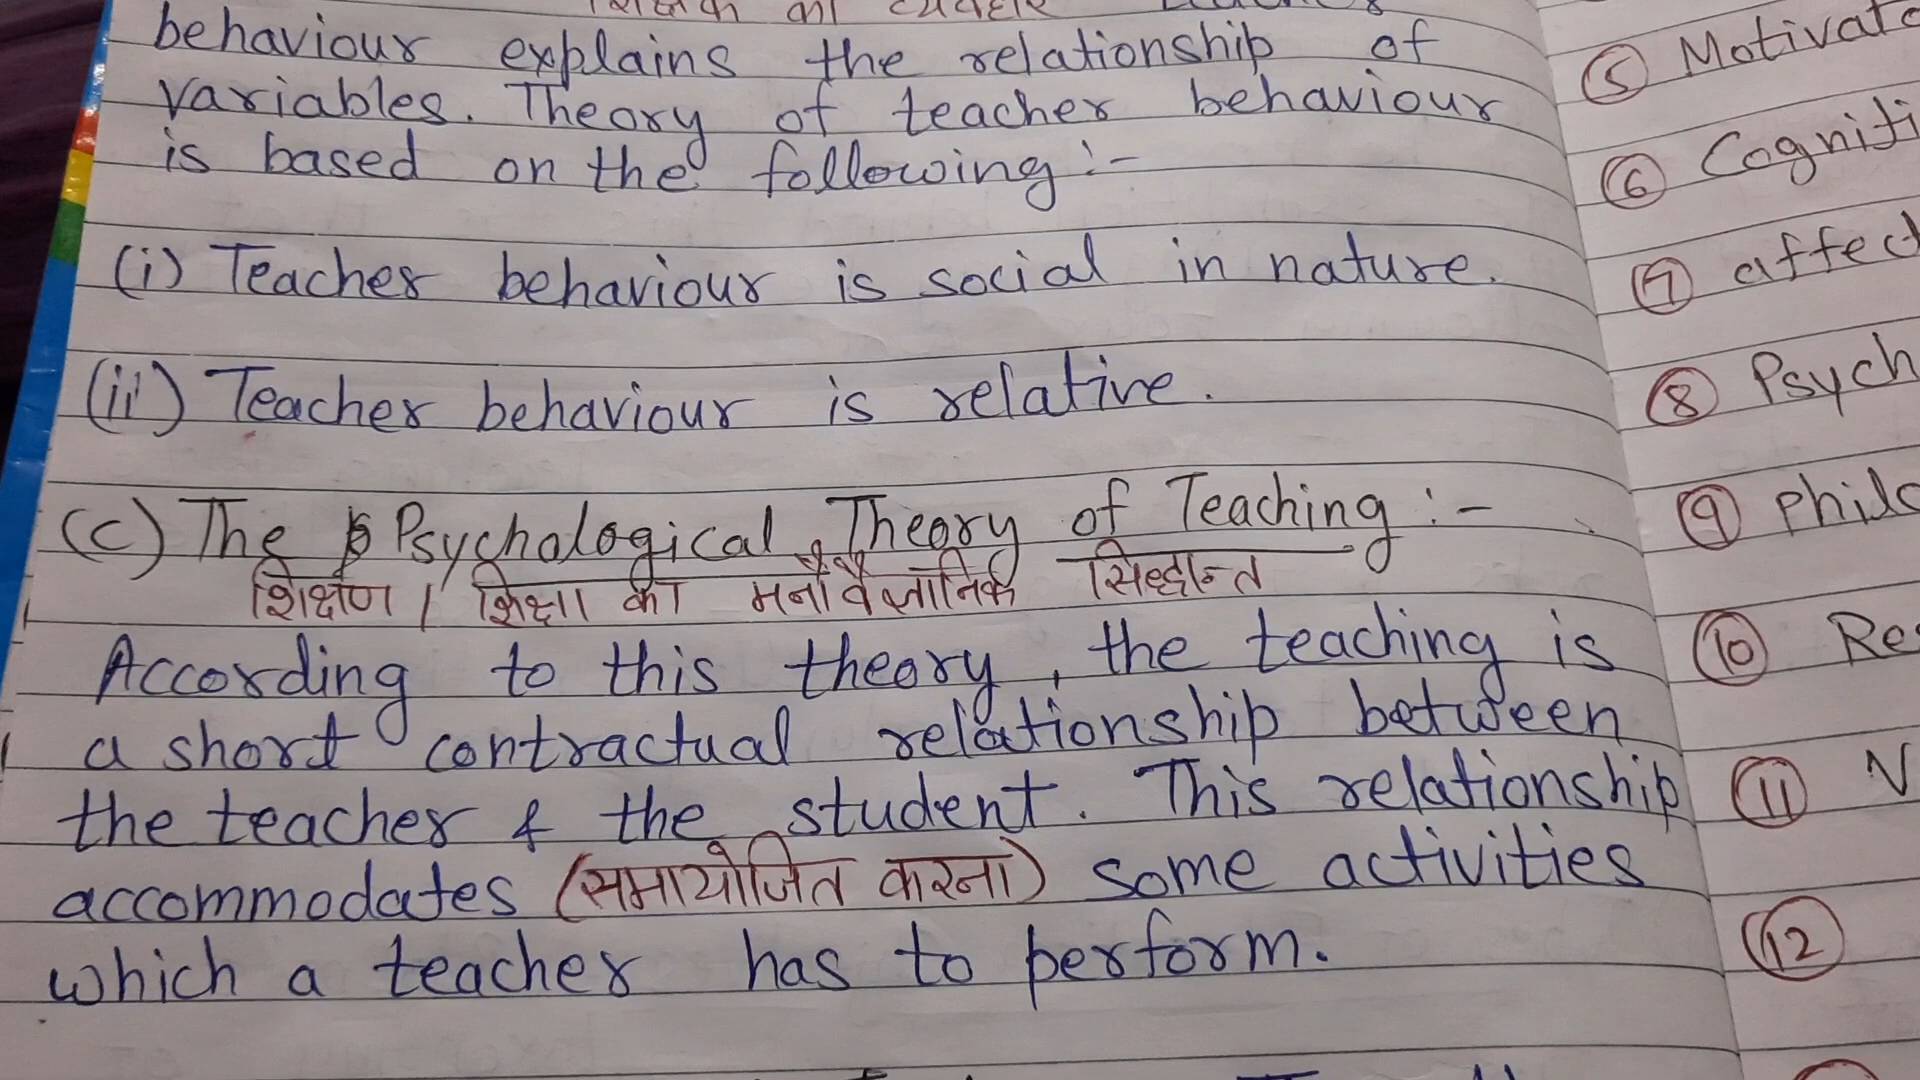 शिक्षक का व्यवहार
behaviour explains the relationship of
variables. Theory of teacher behaviour
is based on the following :-
(i) Teacher behaviour is social in nature.
(ii) Teacher behaviour is relative.
(c) The Psychological Theory of Teaching :-
शिक्षण / शिक्षा का मनोवैज्ञानिक सिद्धान्त
According to this theory, the teaching is
a short contractual relationship between
the teacher & the student. This relationship
accommodates (समायोजित करना) some activities
which a teacher has to perform.
(5) Motivat
(6) Cogniti
(7) affec
(8) Psych
(9) Philo
(10) Re
(11) N
(12)